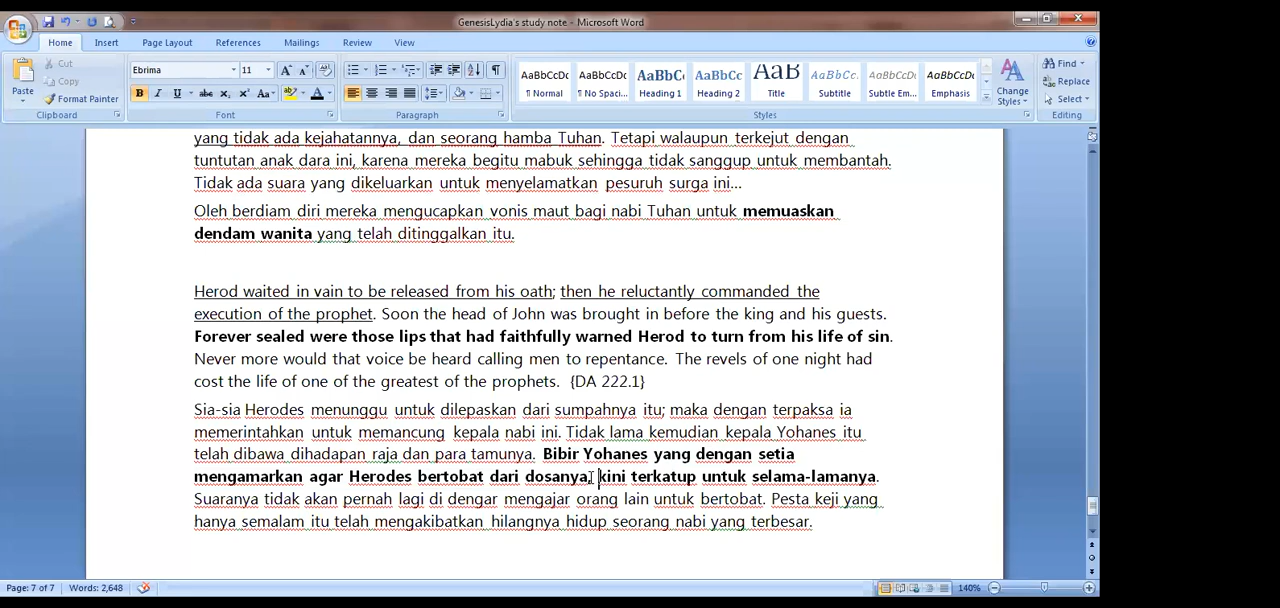 GenesisLydia's study note - Microsoft Word
Home Insert Page Layout References Mailings Review View
Paste
Cut
Copy
Format Painter
Clipboard
Ebrima 11
B I U abc x₂ x² Aa
Font
Paragraph
AaBbCcDc AaBbCcDc AaBbCc AaBbCc AaB AaBbCc. AaBbCcDc AaBbCcDc
¶ Normal ¶ No Spaci... Heading 1 Heading 2 Title Subtitle Subtle Em... Emphasis
Change Styles
Styles
Find
Replace
Select
Editing
yang tidak ada kejahatannya, dan seorang hamba Tuhan. Tetapi walaupun terkejut dengan
tuntutan anak dara ini, karena mereka begitu mabuk sehingga tidak sanggup untuk membantah.
Tidak ada suara yang dikeluarkan untuk menyelamatkan pesuruh surga ini...
Oleh berdiam diri mereka mengucapkan vonis maut bagi nabi Tuhan untuk memuaskan
dendam wanita yang telah ditinggalkan itu.
Herod waited in vain to be released from his oath; then he reluctantly commanded the
execution of the prophet. Soon the head of John was brought in before the king and his guests.
Forever sealed were those lips that had faithfully warned Herod to turn from his life of sin.
Never more would that voice be heard calling men to repentance. The revels of one night had
cost the life of one of the greatest of the prophets. {DA 222.1}
Sia-sia Herodes menunggu untuk dilepaskan dari sumpahnya itu; maka dengan terpaksa ia
memerintahkan untuk memancung kepala nabi ini. Tidak lama kemudian kepala Yohanes itu
telah dibawa dihadapan raja dan para tamunya. Bibir Yohanes yang dengan setia
mengamarkan agar Herodes bertobat dari dosanya, kini terkatup untuk selama-lamanya.
Suaranya tidak akan pernah lagi di dengar mengajar orang lain untuk bertobat. Pesta keji yang
hanya semalam itu telah mengakibatkan hilangnya hidup seorang nabi yang terbesar.
Page: 7 of 7 Words: 2,648 140%